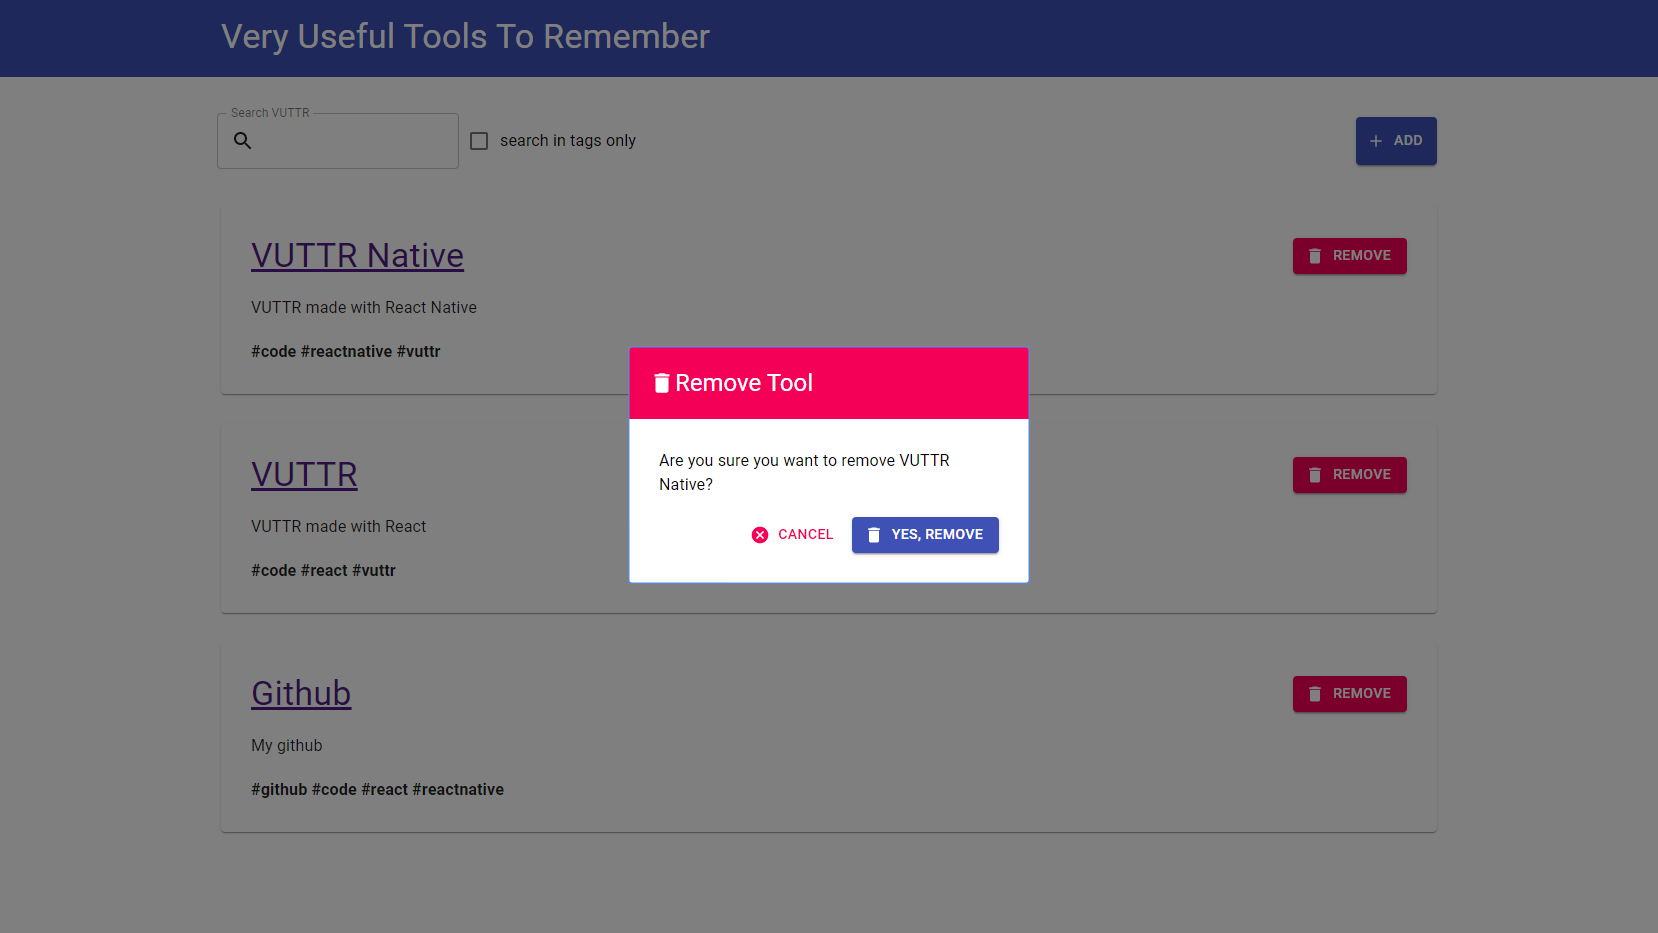 Very Useful Tools To Remember
Search VUTTR
search in tags only
ADD
VUTTR Native
REMOVE
VUTTR made with React Native
#code #reactnative #vuttr
Remove Tool
Are you sure you want to remove VUTTR
Native?
CANCEL
YES, REMOVE
VUTTR
REMOVE
VUTTR made with React
#code #react #vuttr
Github
REMOVE
My github
#github #code #react #reactnative